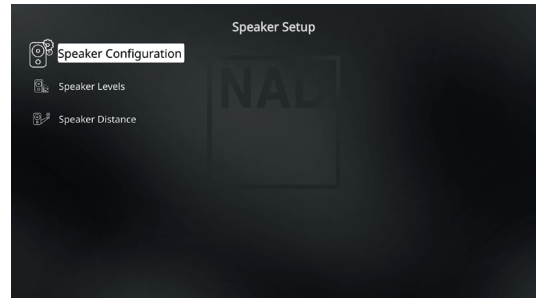 Speaker Setup
Speaker Configuration
NAD
Speaker Levels
Speaker Distance